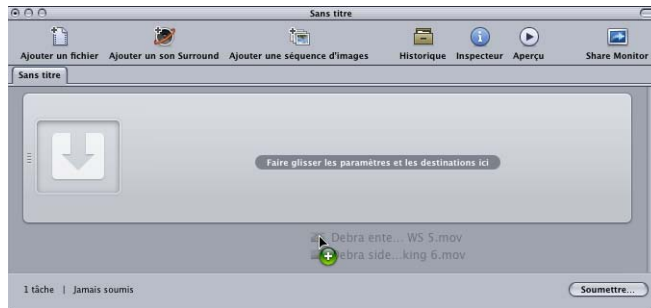 Sans titre
Ajouter un fichier Ajouter un son Surround Ajouter une séquence d'images Historique Inspecteur Aperçu Share Monitor
Sans titre
Faire glisser les paramètres et les destinations ici
Debra ente... WS 5.mov
Debra side...king 6.mov
1 tâche | Jamais soumis Soumettre...